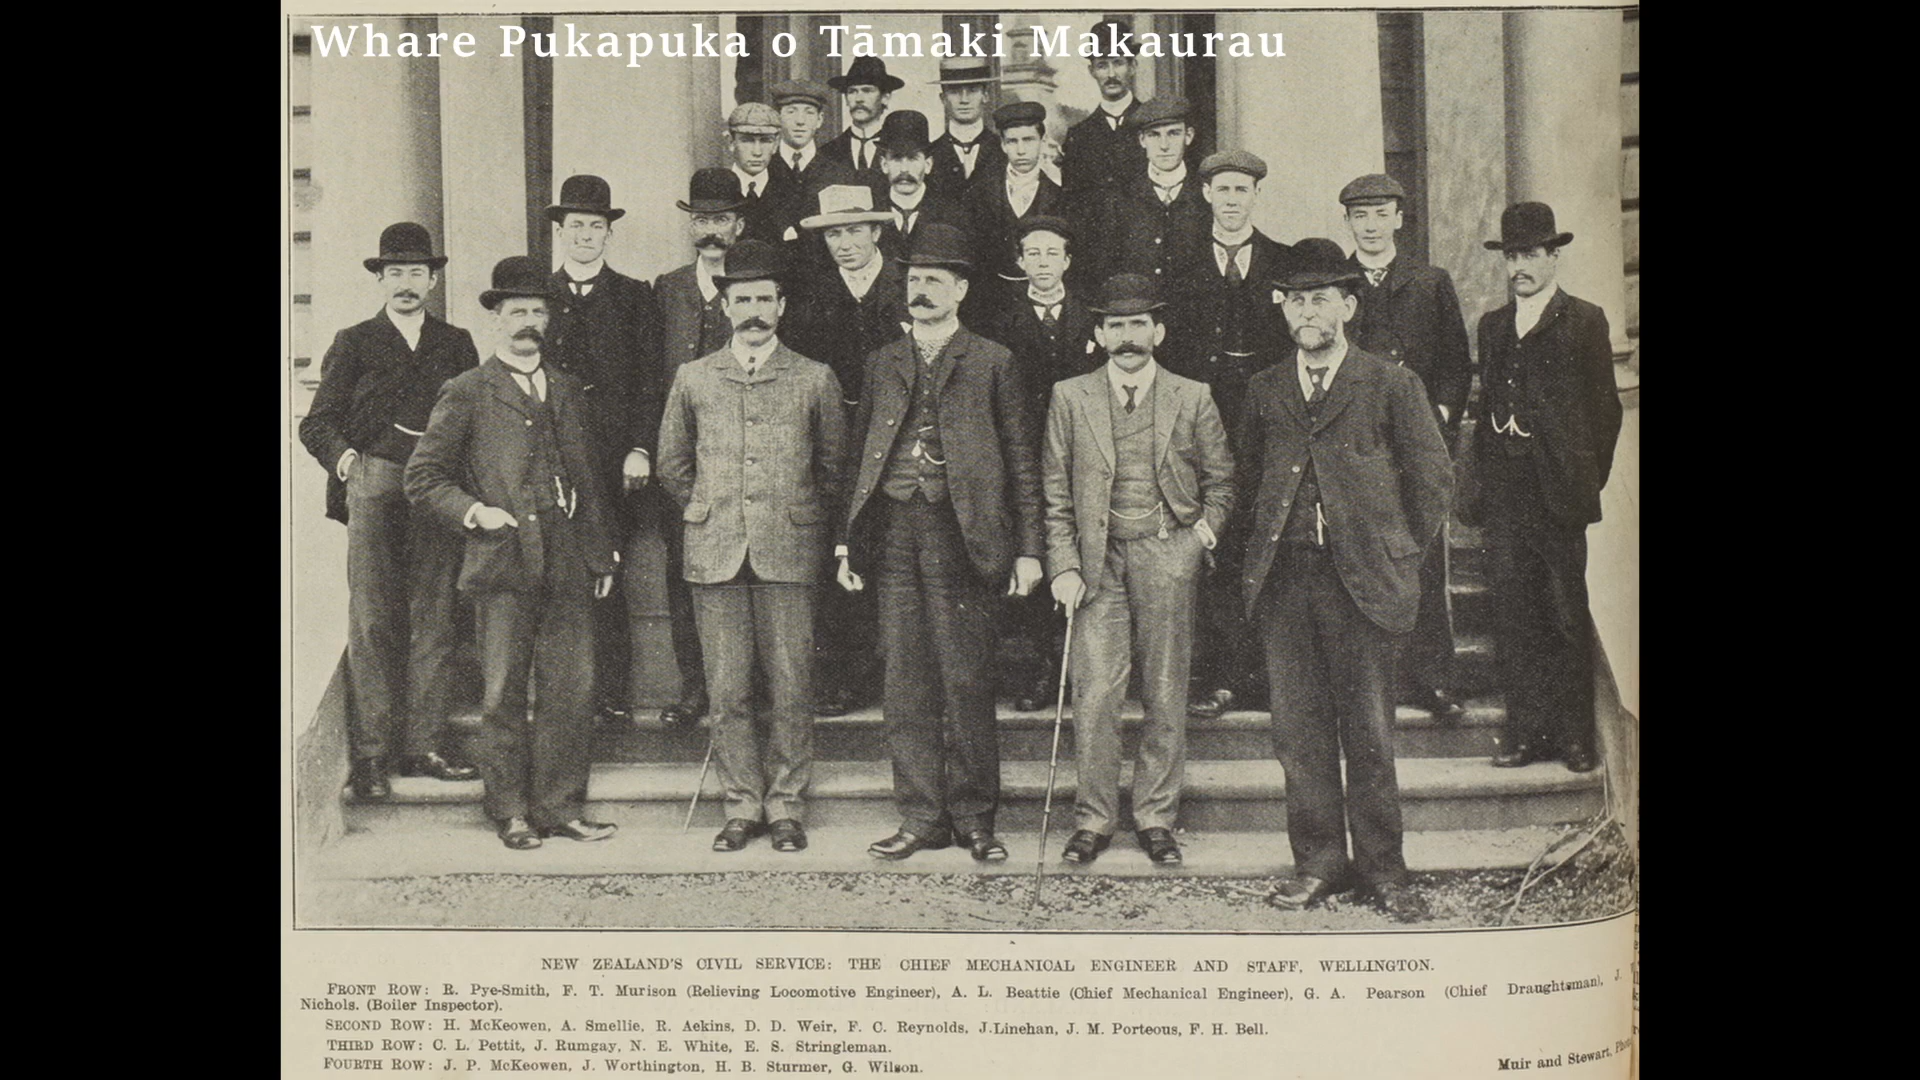 Whare Pukapuka o Tāmaki Makaurau
NEW ZEALAND'S CIVIL SERVICE: THE CHIEF MECHANICAL ENGINEER AND STAFF, WELLINGTON.
FRONT ROW: R. Pye-Smith, F. T. Murison (Relieving Locomotive Engineer), A. L. Beattie (Chief Mechanical Engineer), G. A. Pearson (Chief Draughtsman), J.
Nichols. (Boiler Inspector).
SECOND ROW: H. McKeowen, A. Smellie, R. Aekins, D. D. Weir, F. C. Reynolds, J.Linehan, J. M. Porteous, F. H. Bell.
THIRD ROW: C. L. Pettit, J. Rumgay, N. E. White, E. S. Stringleman.
FOURTH ROW: J. P. McKeowen, J. Worthington, H. B. Sturmer, G. Wilson.
Muir and Stewart,